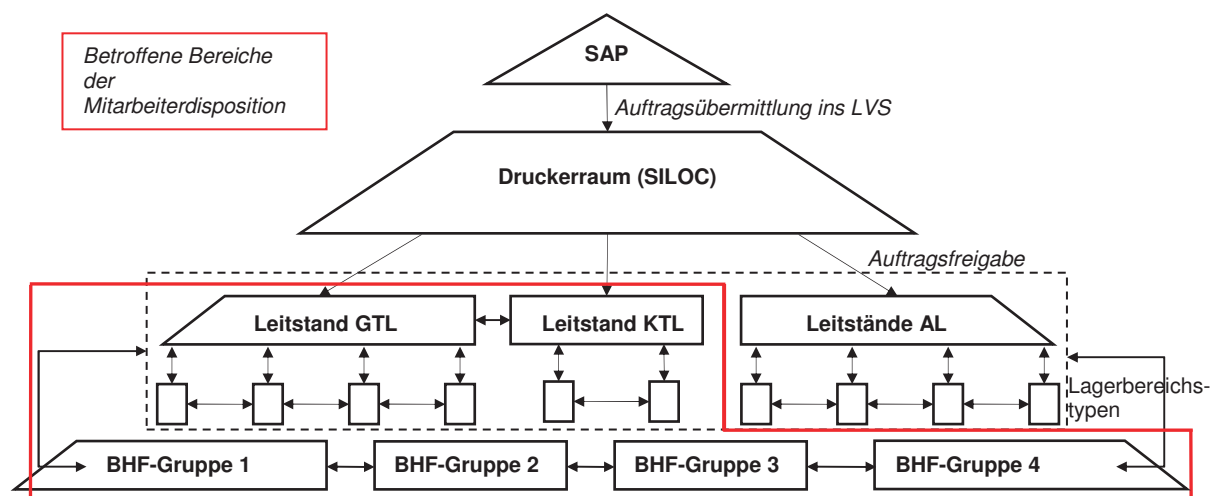 Betroffene Bereiche
der
Mitarbeiterdisposition
SAP
Auftragsübermittlung ins LVS
Druckerraum (SILOC)
Auftragsfreigabe
Leitstand GTL
Leitstand KTL
Leitstände AL
Lagerbereichs-
typen
BHF-Gruppe 1
BHF-Gruppe 2
BHF-Gruppe 3
BHF-Gruppe 4